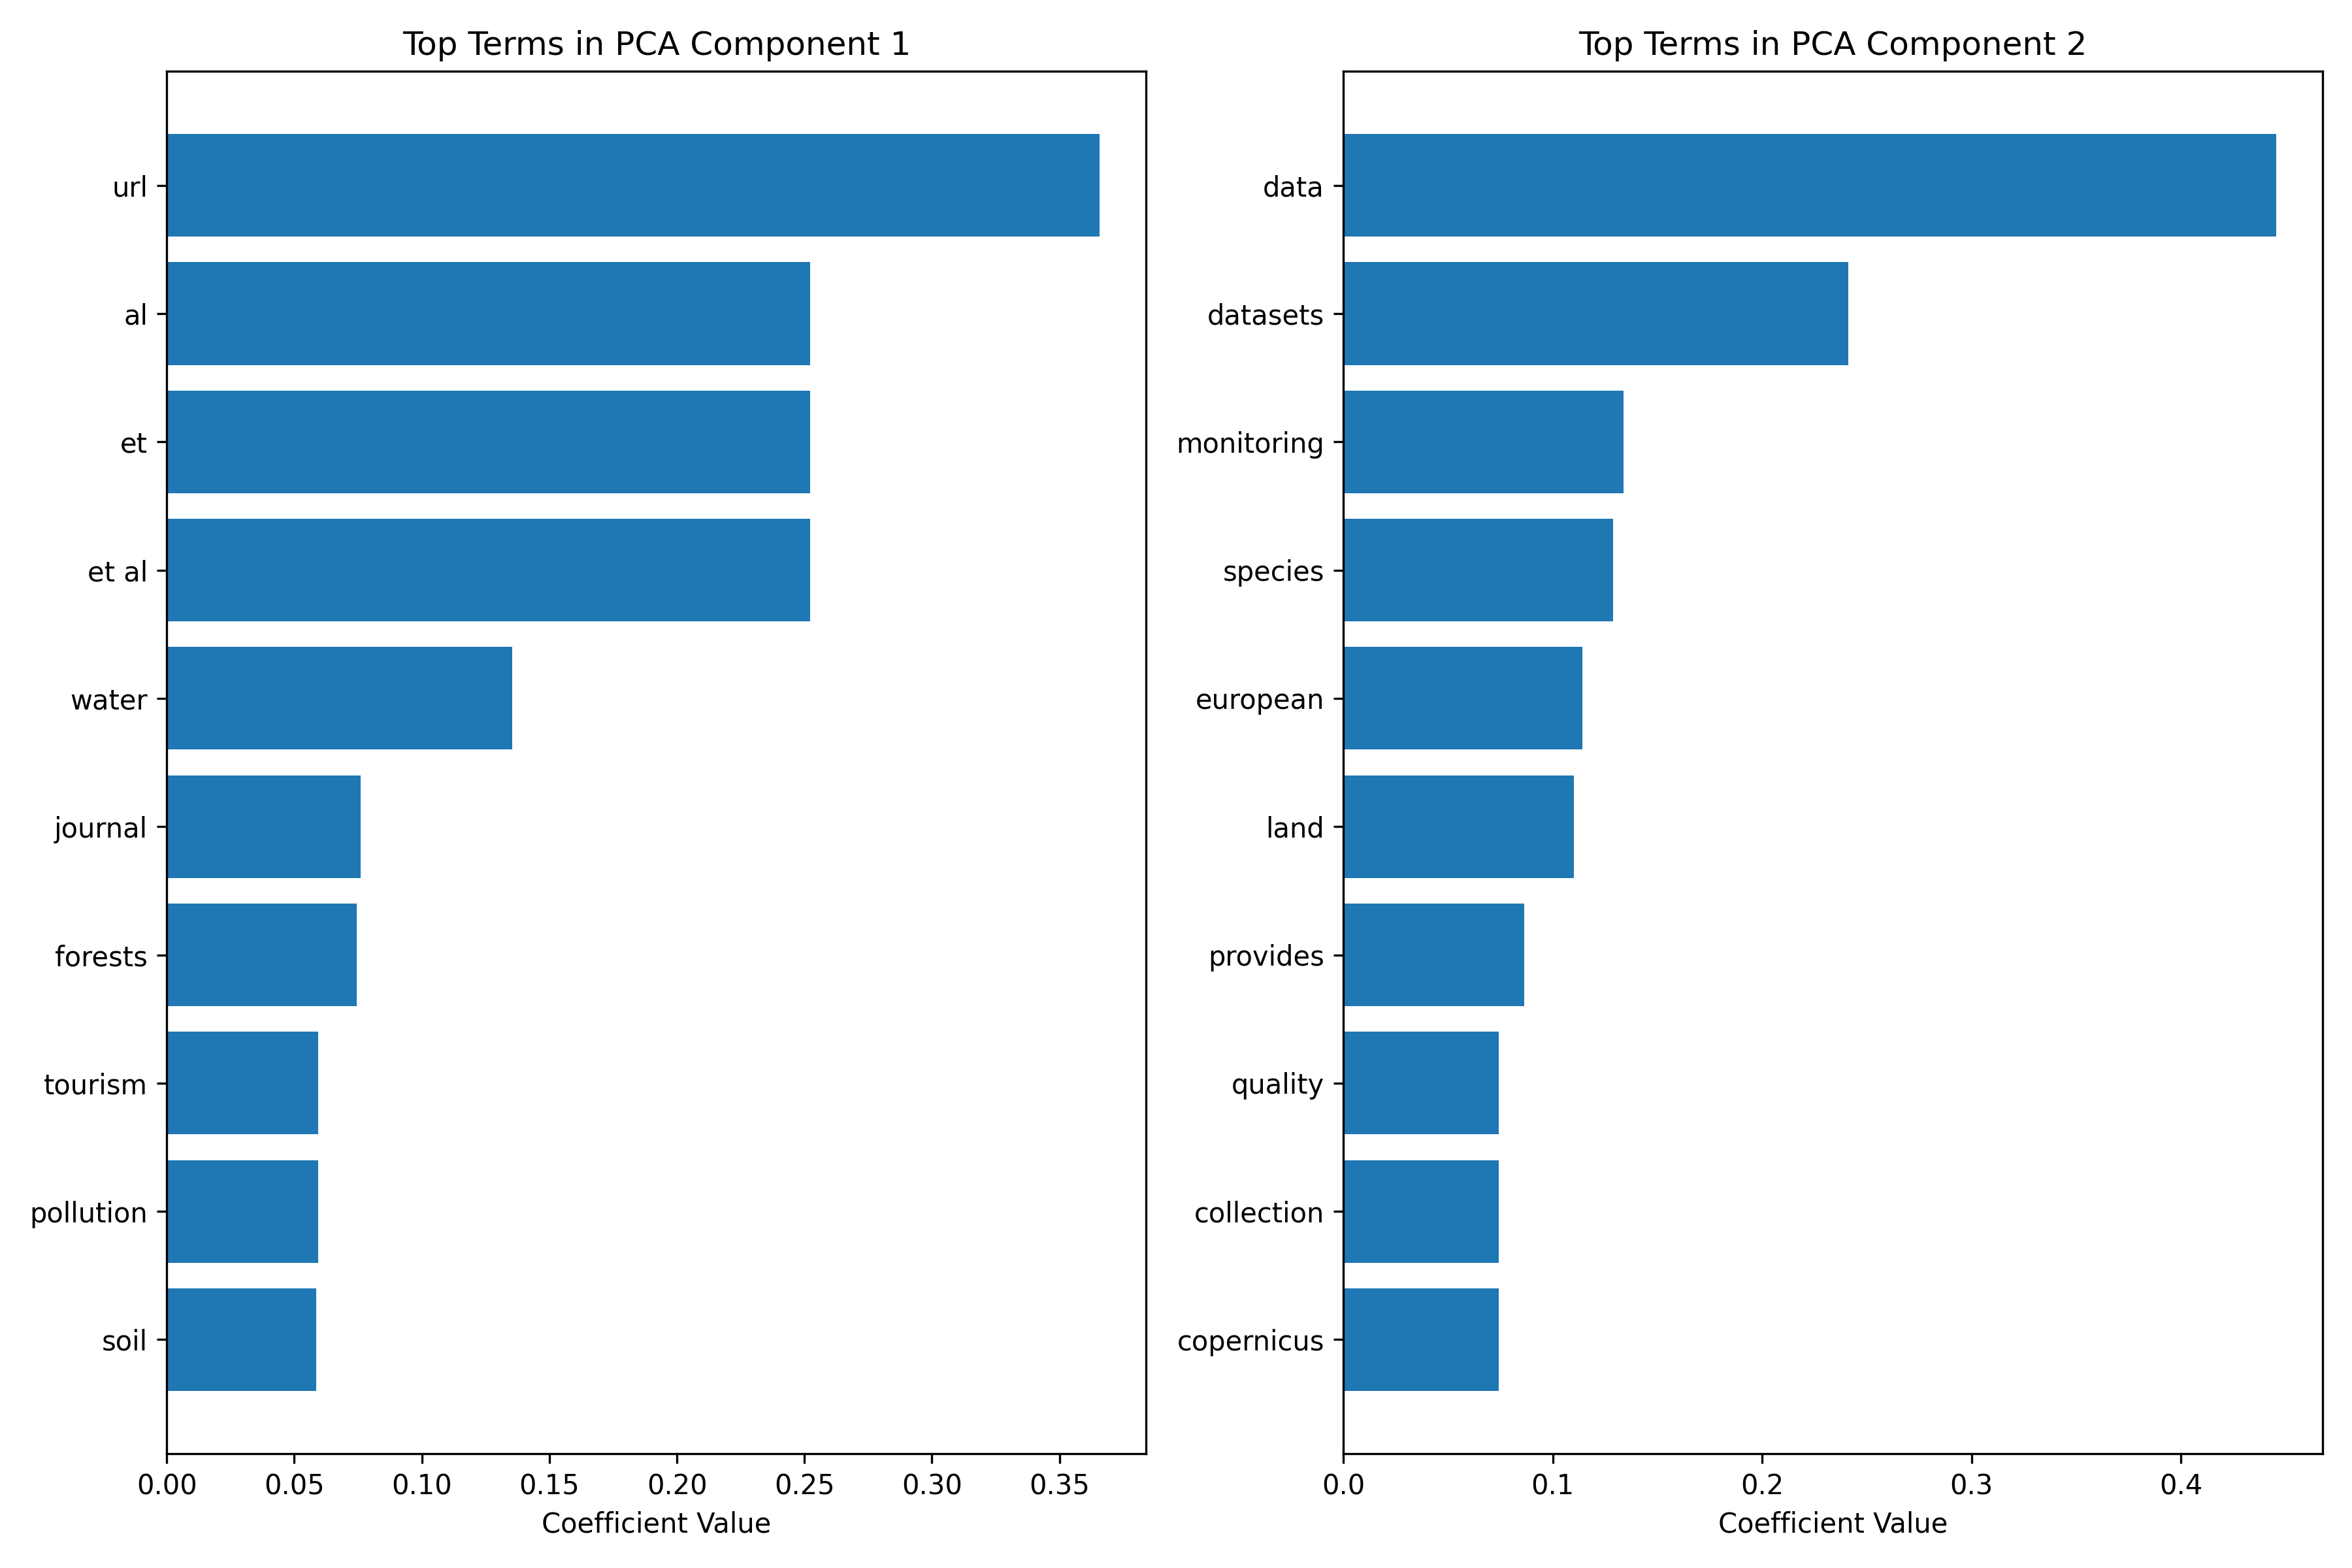 Top Terms in PCA Component 1
url
al
et
et al
water
journal
forests
tourism
pollution
soil
0.00 0.05 0.10 0.15 0.20 0.25 0.30 0.35
Coefficient Value
Top Terms in PCA Component 2
data
datasets
monitoring
species
european
land
provides
quality
collection
copernicus
0.0 0.1 0.2 0.3 0.4
Coefficient Value